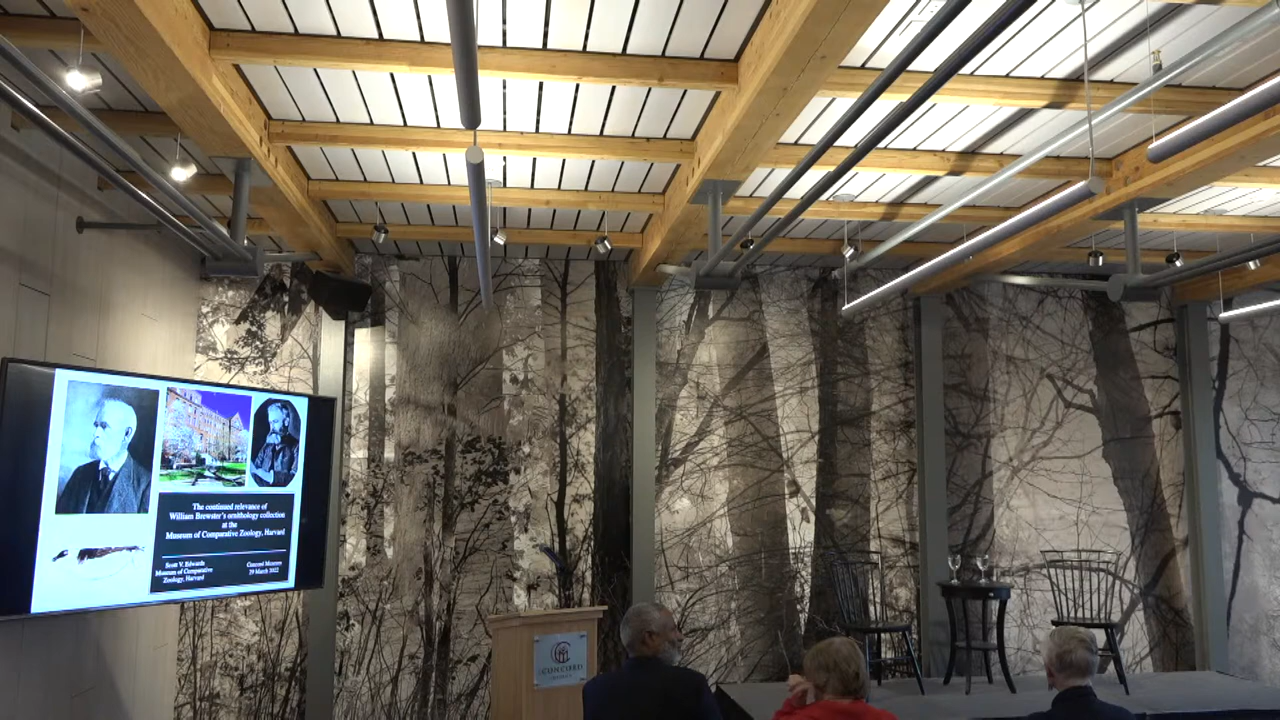 The continued relevance of
William Brewster's ornithology collection
at the
Museum of Comparative Zoology, Harvard
Scott V. Edwards
Museum of Comparative
Zoology, Harvard
Concord Museum
29 March 2022
CONCORD